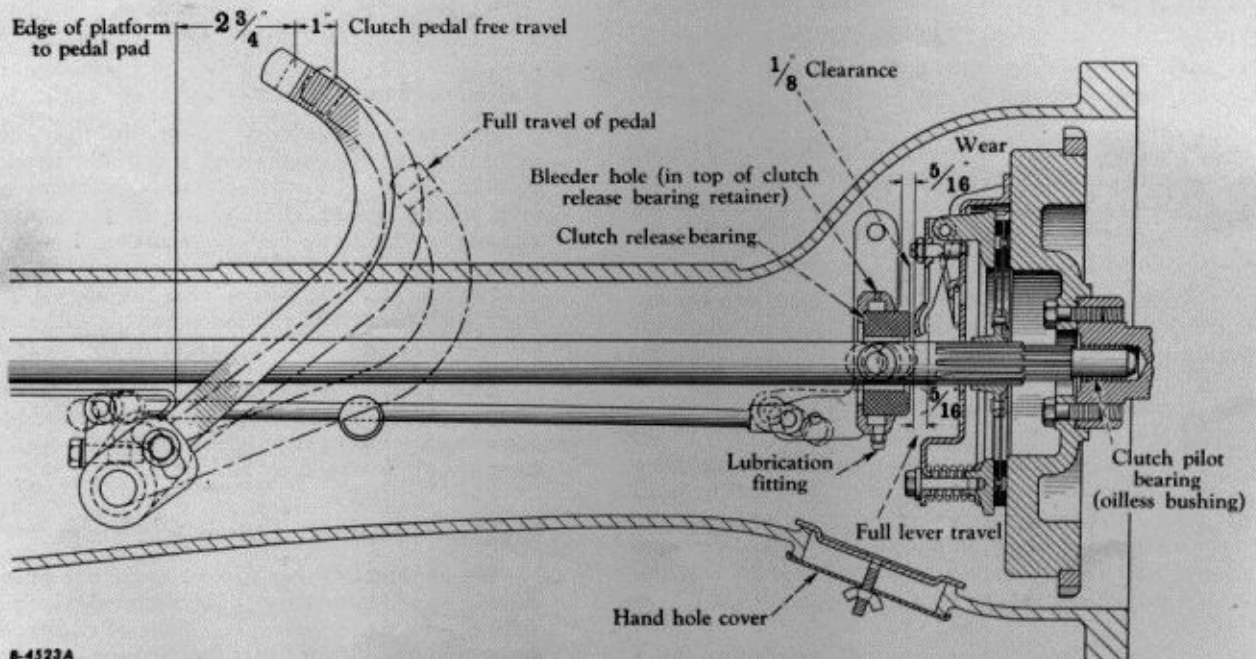 Edge of platform
to pedal pad
2 3/4"
1"
Clutch pedal free travel
Full travel of pedal
1/8" Clearance
Wear
5/16"
Bleeder hole (in top of clutch
release bearing retainer)
Clutch release bearing
5/16"
Lubrication
fitting
Full lever travel
Clutch pilot
bearing
(oilless bushing)
Hand hole cover
B-4523A